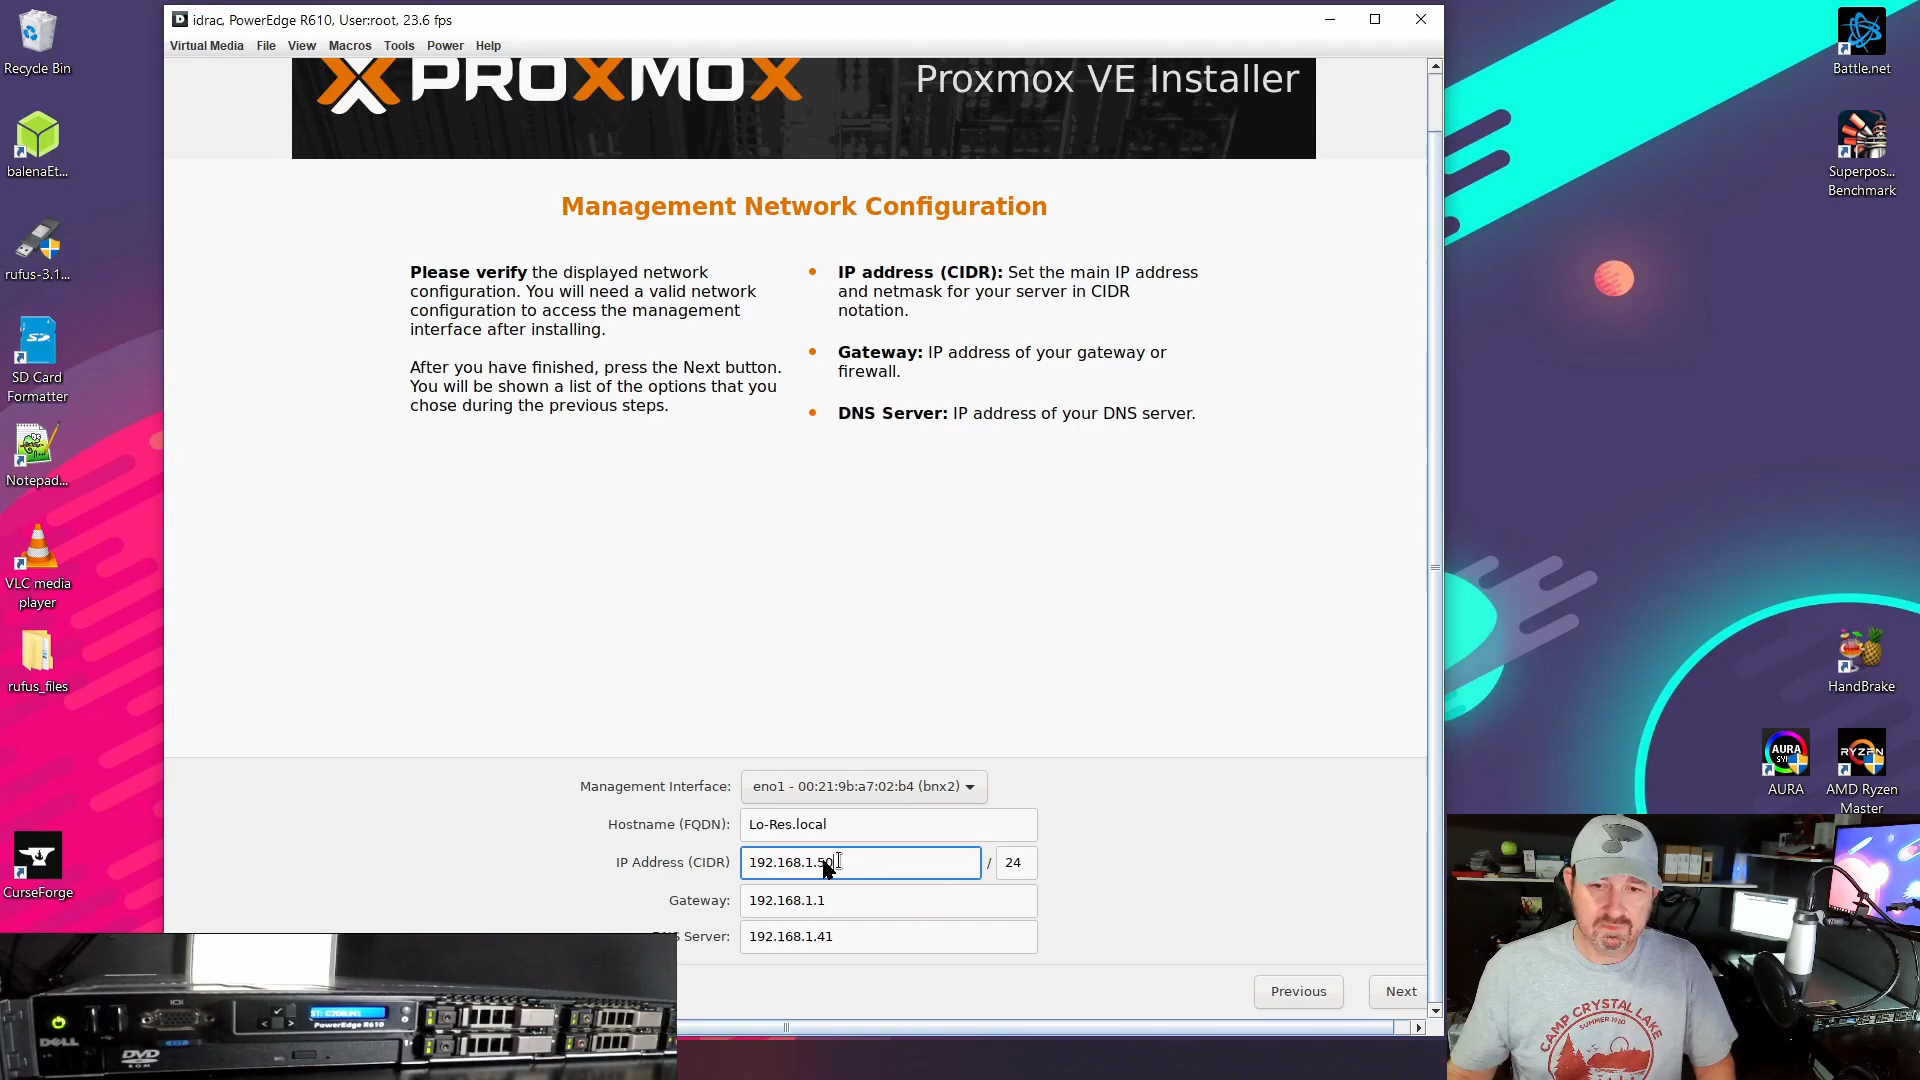 idrac, PowerEdge R610, User:root, 23.6 fps
Virtual Media File View Macros Tools Power Help
PROXMOX
Proxmox VE Installer
Management Network Configuration
Please verify the displayed network
configuration. You will need a valid network
configuration to access the management
interface after installing.
After you have finished, press the Next button.
You will be shown a list of the options that you
chose during the previous steps.
IP address (CIDR): Set the main IP address
and netmask for your server in CIDR
notation.
Gateway: IP address of your gateway or
firewall.
DNS Server: IP address of your DNS server.
Management Interface: eno1 - 00:21:9b:a7:02:b4 (bnx2)
Hostname (FQDN): Lo-Res.local
IP Address (CIDR) 192.168.1.50 / 24
Gateway: 192.168.1.1
Server: 192.168.1.41
Previous
Next
Recycle Bin
balenaEt...
rufus-3.1...
SD Card
Formatter
Notepad...
VLC media
player
rufus_files
CurseForge
Battle.net
Superpos...
Benchmark
HandBrake
AURA
AURA
RYZEN
AMD Ryzen
Master
DELL
DVD
ROM
PowerEdge R610
CAMP CRYSTAL LAKE
SUMMER 1980